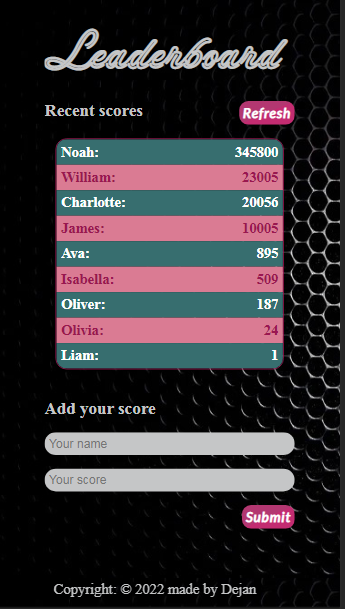 Leaderboard
Recent scores
Refresh
Noah: 345800
William: 23005
Charlotte: 20056
James: 10005
Ava: 895
Isabella: 509
Oliver: 187
Olivia: 24
Liam: 1
Add your score
Your name
Your score
Submit
Copyright: © 2022 made by Dejan